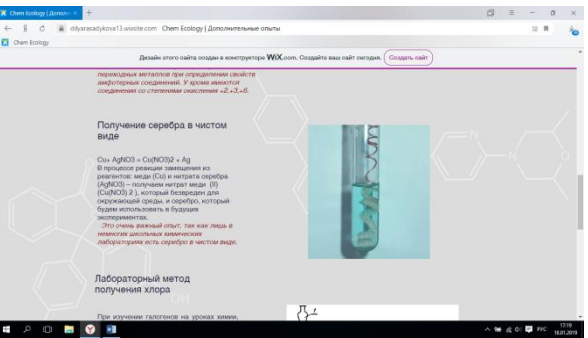 Chem Ecology | Дополн
dilyarasadykova13.wixsite.com Chem Ecology | Дополнительные опыты
Chem Ecology
Дизайн этого сайта создан в конструкторе WiX.com. Создайте ваш сайт сегодня. Создать сайт
переходных металлов при определении свойств
амфотерных соединений. У хрома имеются
соединения со степенями окисления +2,+3,+6.
Получение серебра в чистом
виде
Cu+ AgNO3 = Cu(NO3)2 + Ag
В процессе реакции замещения из
реагентов: меди (Cu) и нитрата серебра
(AgNO3) – получаем нитрат меди (II)
(Cu(NO3) 2 ), который безвреден для
окружающей среды, и серебро, который
будем использовать в будущих
экспериментах.
Это очень важный опыт, так как лишь в
немногих школьных химических
лабораториях есть серебро в чистом виде.
Лабораторный метод
получения хлора
При изучении галогенов на уроках химии,
РУС
17:19
18.01.2019